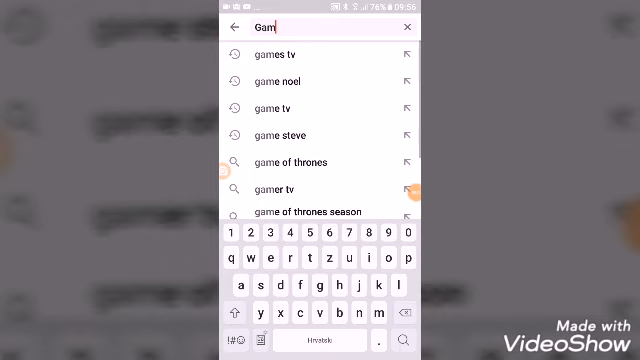 76% 09:56
Gam
games tv
game noel
game tv
game steve
game of thrones
gamer tv
game of thrones season
1 2 3 4 5 6 7 8 9 0
q w e r t z u i o p
a s d f g h j k l
y x c v b n m
!#☺ Hrvatski .
Made with
VideoShow